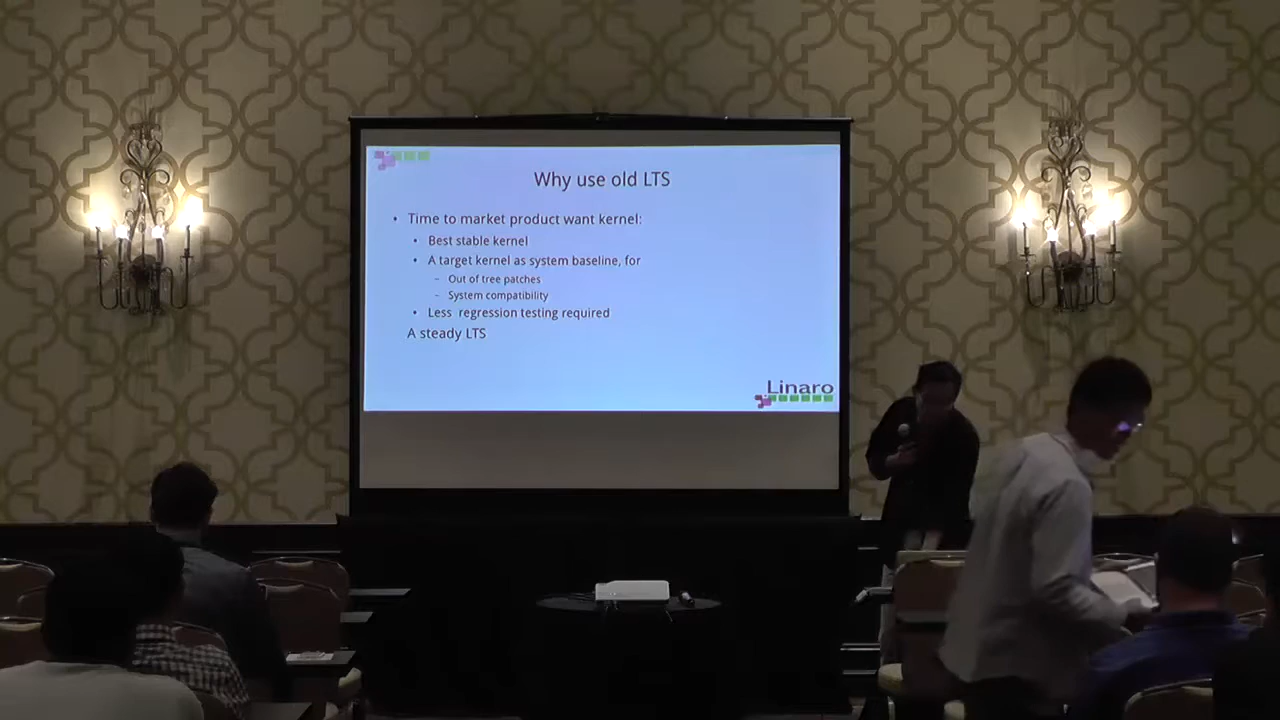 Why use old LTS
• Time to market product want kernel:
• Best stable kernel
• A target kernel as system baseline, for
– Out of tree patches
– System compatibility
• Less regression testing required
A steady LTS
Linaro